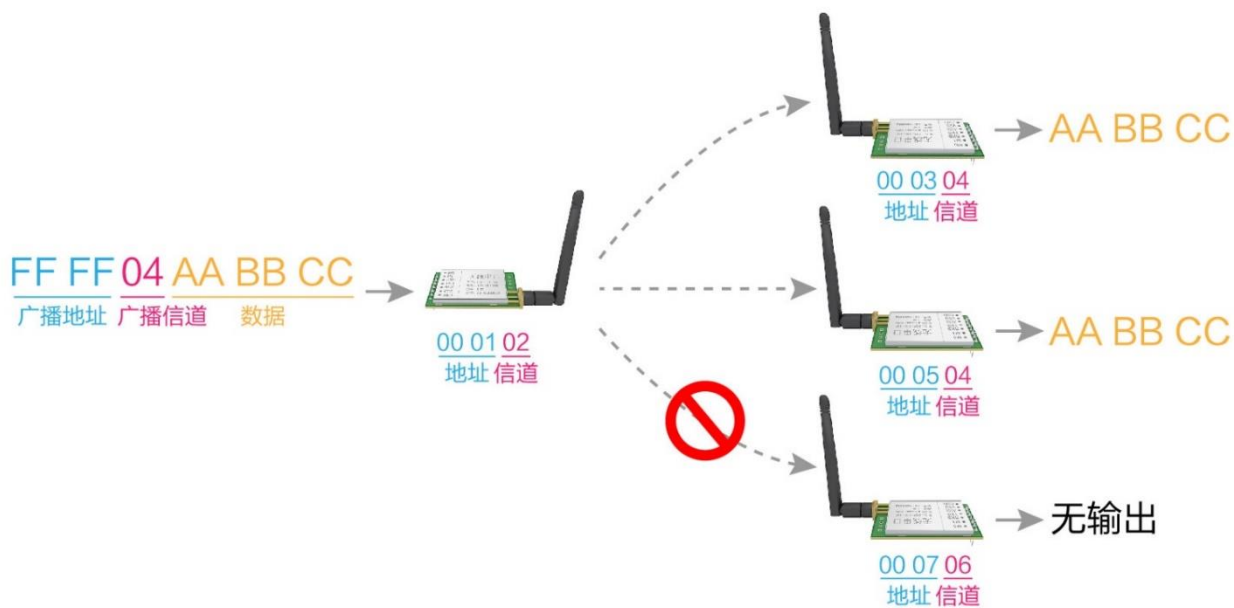 AA BB CC
00 03 04
地址 信道
FF FF 04 AA BB CC
广播地址 广播信道 数据
00 01 02
地址 信道
AA BB CC
00 05 04
地址 信道
无输出
00 07 06
地址 信道